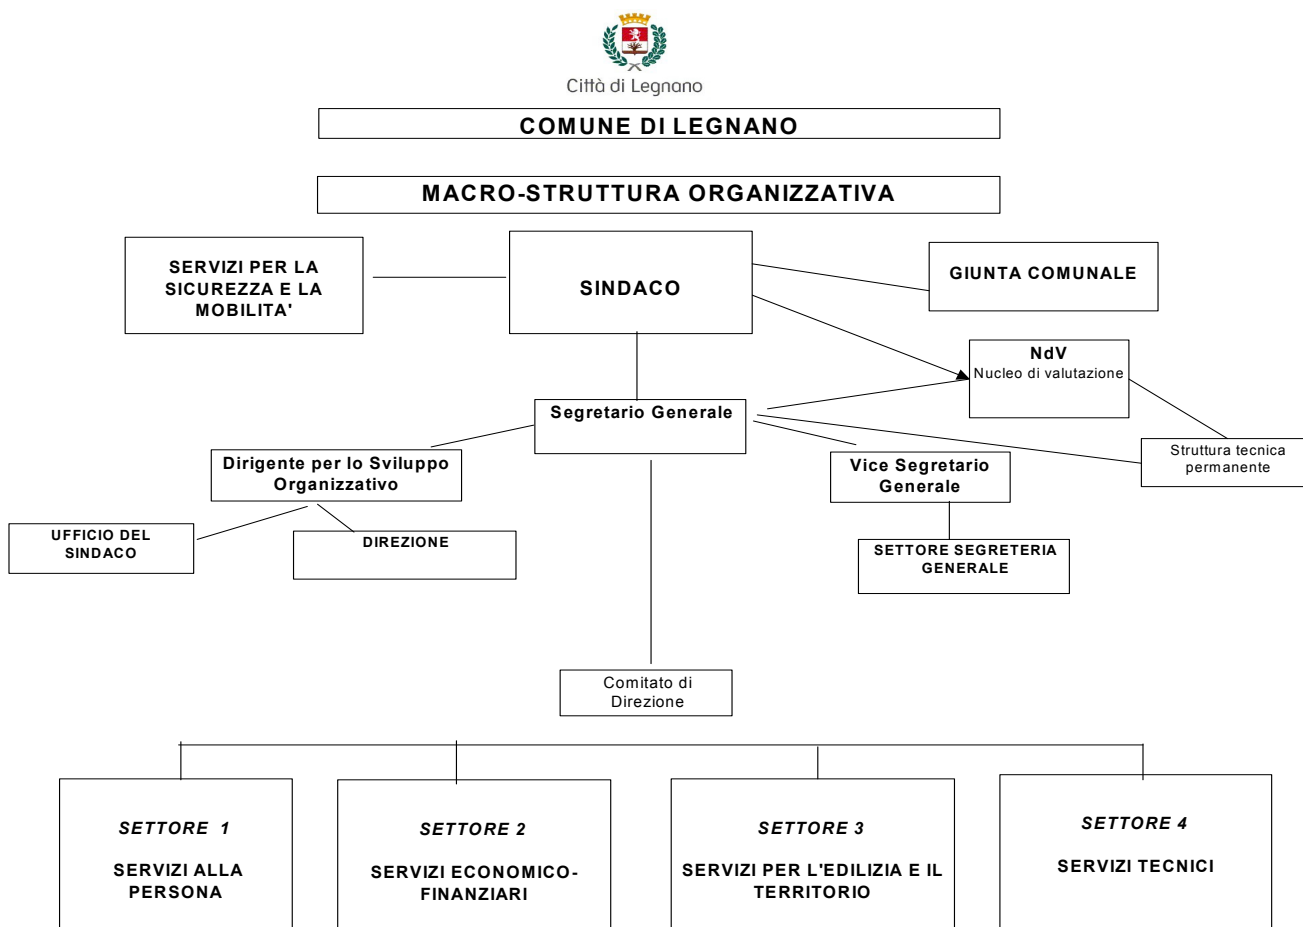 Città di Legnano
COMUNE DI LEGNANO
MACRO-STRUTTURA ORGANIZZATIVA
SERVIZI PER LA
SICUREZZA E LA
MOBILITA'
SINDACO
GIUNTA COMUNALE
NdV
Nucleo di valutazione
Segretario Generale
Struttura tecnica
permanente
Dirigente per lo Sviluppo
Organizzativo
Vice Segretario
Generale
UFFICIO DEL
SINDACO
DIREZIONE
SETTORE SEGRETERIA
GENERALE
Comitato di
Direzione
SETTORE 1
SERVIZI ALLA
PERSONA
SETTORE 2
SERVIZI ECONOMICO-
FINANZIARI
SETTORE 3
SERVIZI PER L'EDILIZIA E IL
TERRITORIO
SETTORE 4
SERVIZI TECNICI